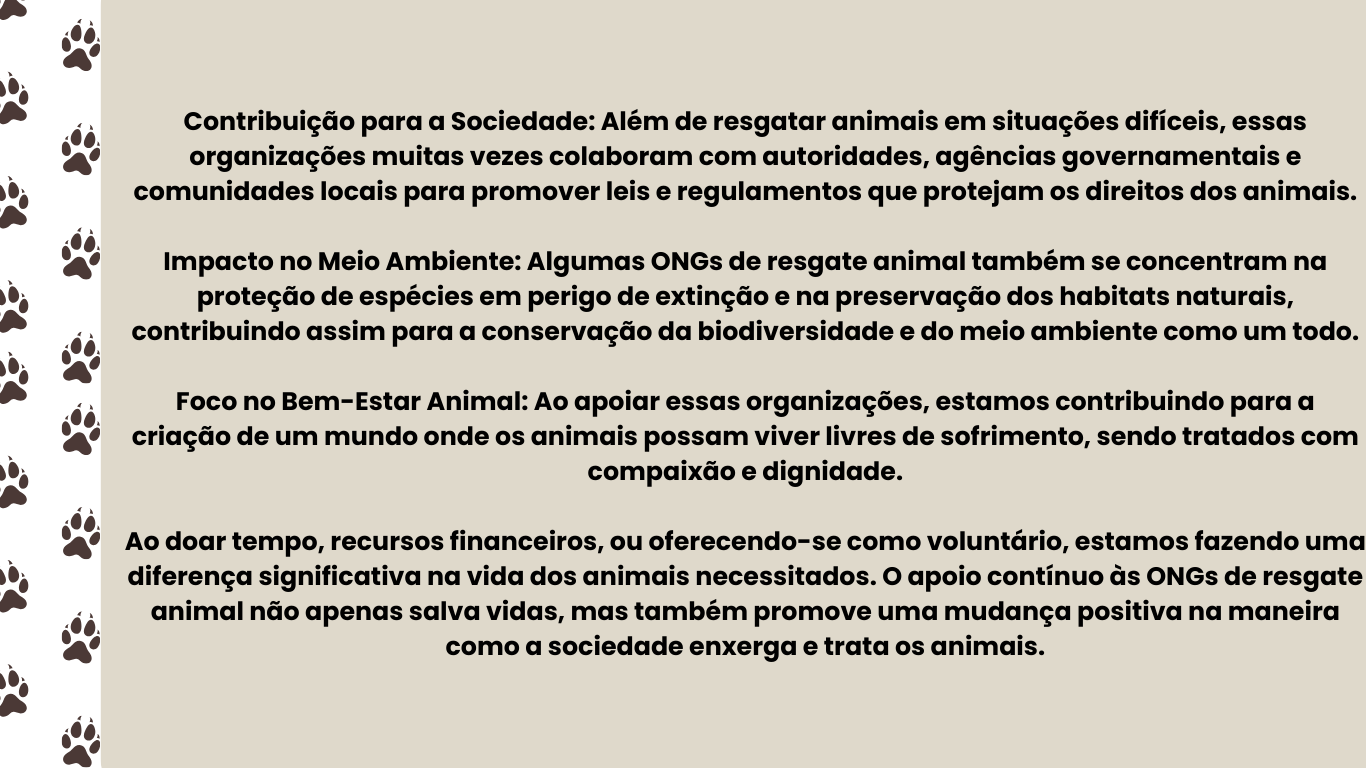 Contribuição para a Sociedade: Além de resgatar animais em situações difíceis, essas
organizações muitas vezes colaboram com autoridades, agências governamentais e
comunidades locais para promover leis e regulamentos que protejam os direitos dos animais.
Impacto no Meio Ambiente: Algumas ONGs de resgate animal também se concentram na
proteção de espécies em perigo de extinção e na preservação dos habitats naturais,
contribuindo assim para a conservação da biodiversidade e do meio ambiente como um todo.
Foco no Bem-Estar Animal: Ao apoiar essas organizações, estamos contribuindo para a
criação de um mundo onde os animais possam viver livres de sofrimento, sendo tratados com
compaixão e dignidade.
Ao doar tempo, recursos financeiros, ou oferecendo-se como voluntário, estamos fazendo uma
diferença significativa na vida dos animais necessitados. O apoio contínuo às ONGs de resgate
animal não apenas salva vidas, mas também promove uma mudança positiva na maneira
como a sociedade enxerga e trata os animais.